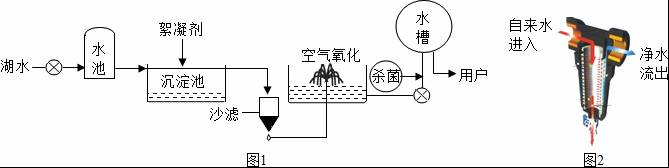 絮凝剂
湖水
水
池
沉淀池
沙滤
空气氧化
杀菌
水
槽
用户
图1
自来水
进入
净水
流出
图2